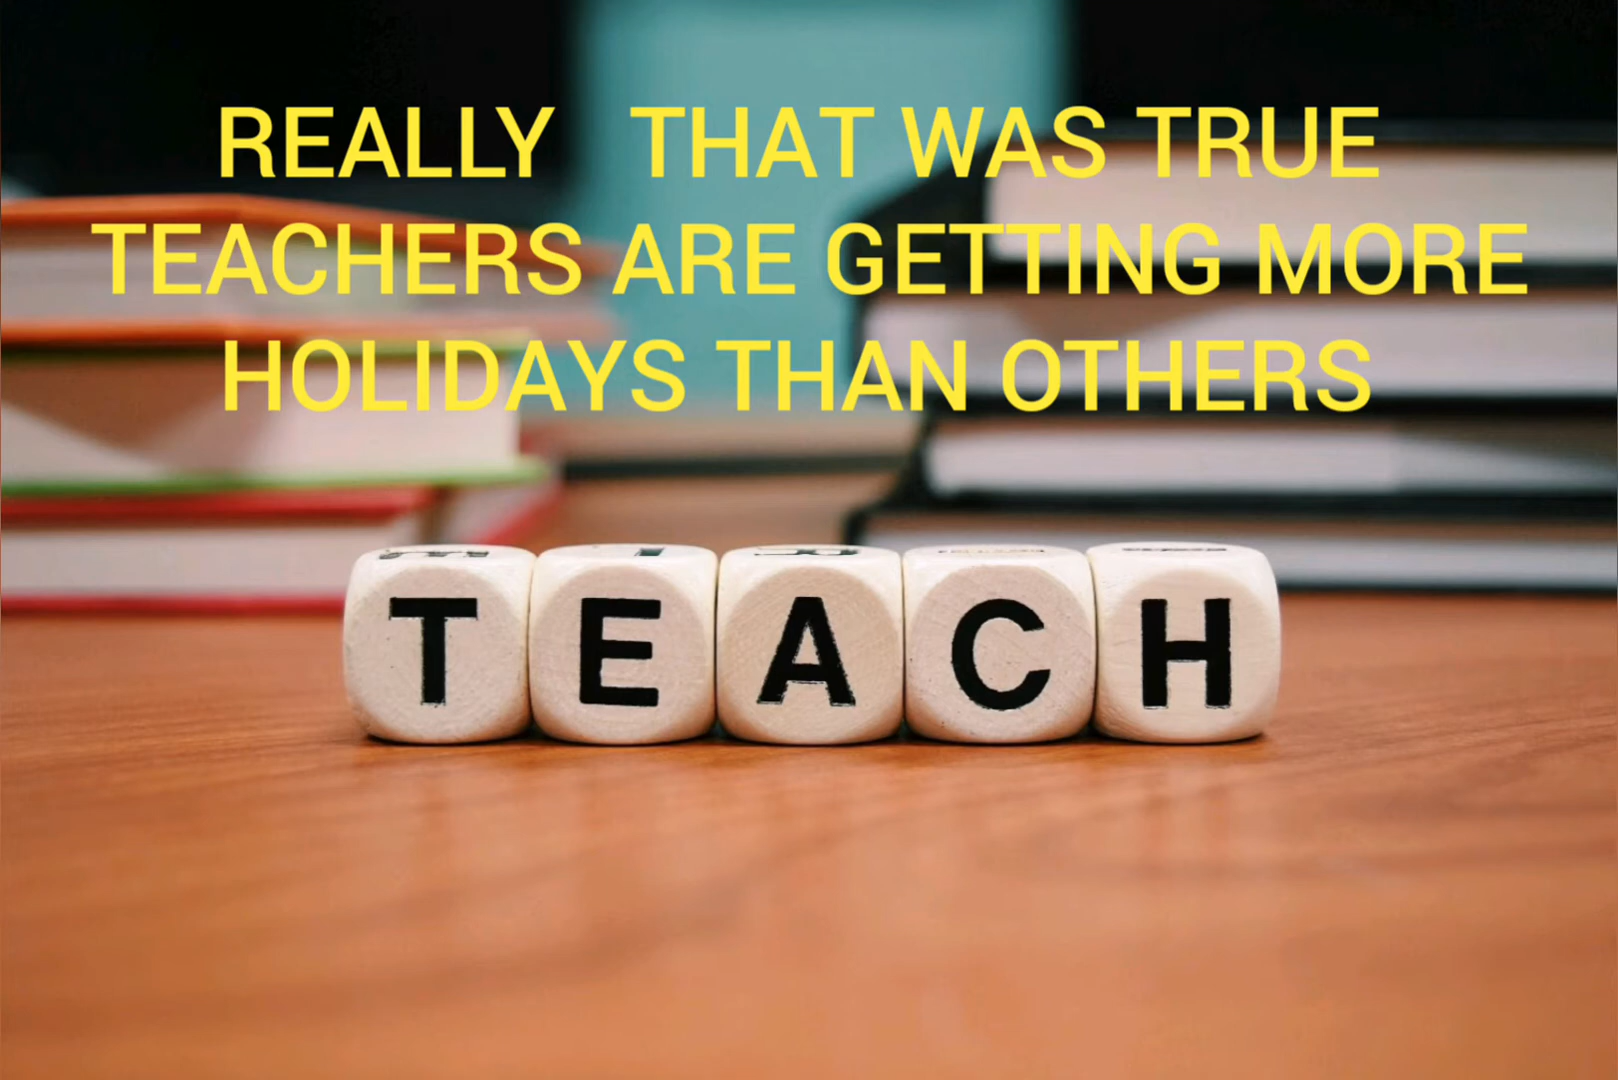 REALLY THAT WAS TRUE
TEACHERS ARE GETTING MORE
HOLIDAYS THAN OTHERS
TEACH